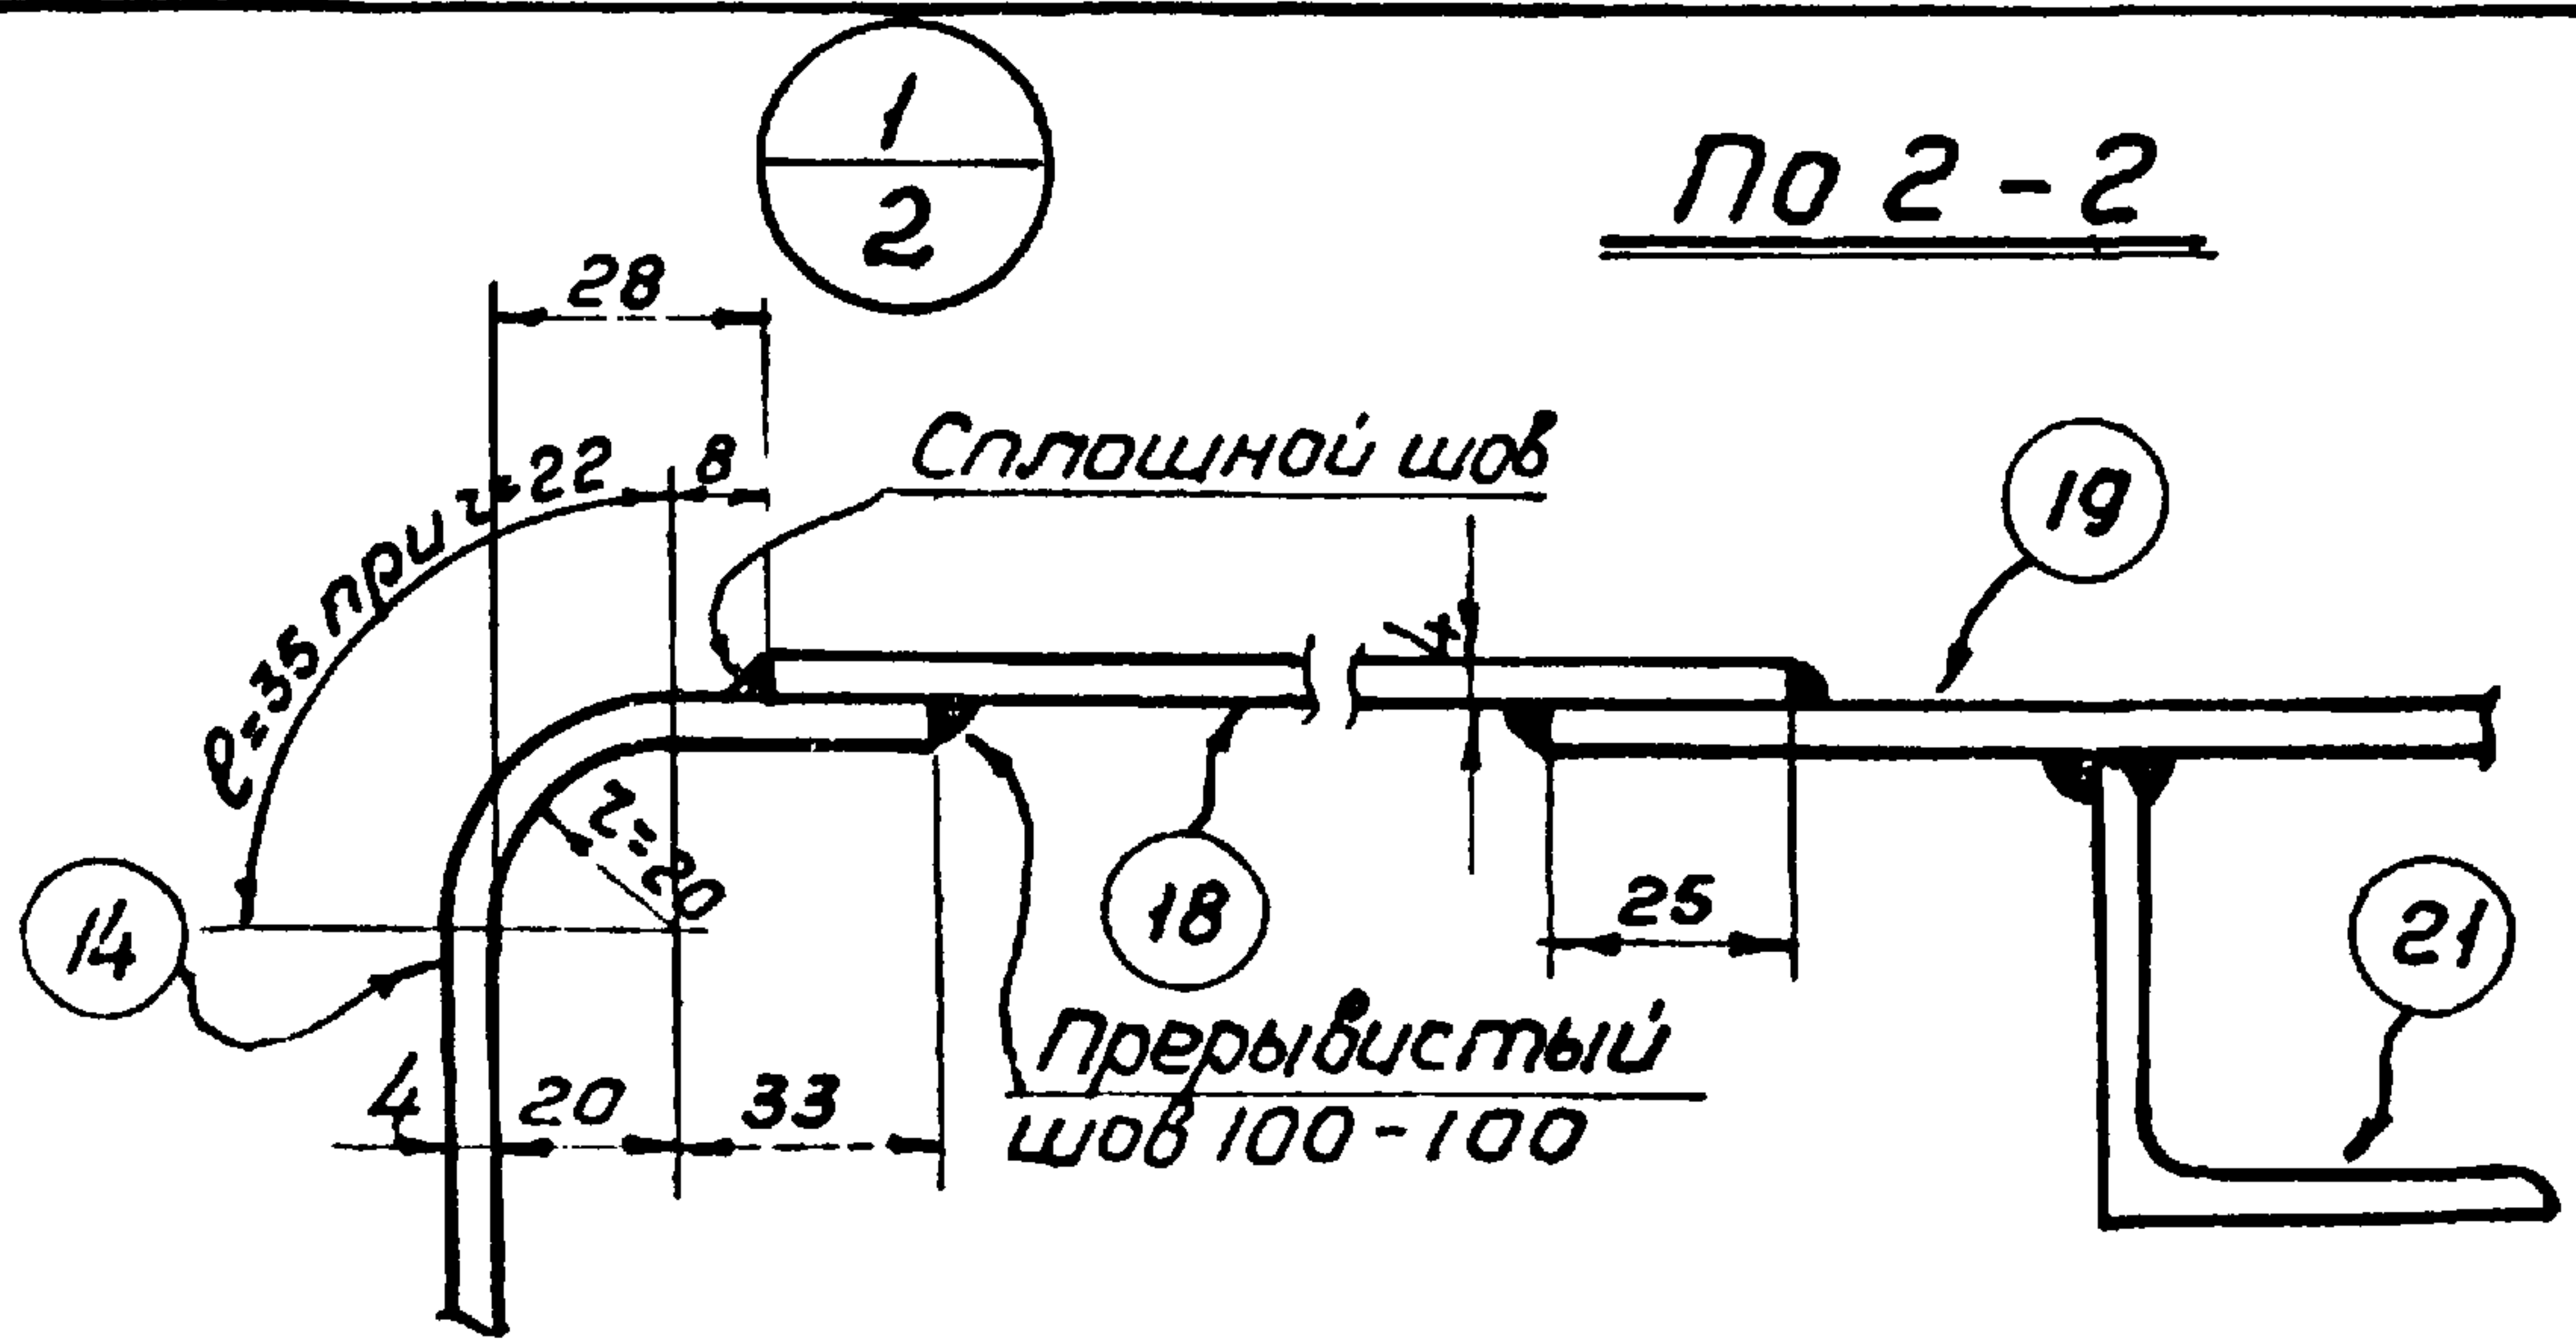 1
2
По 2-2
28
ℓ=35 при r=22
8
Сплошной шов
19
4
r=20
14
18
25
21
4
20
33
Прерывистый
шов 100-100